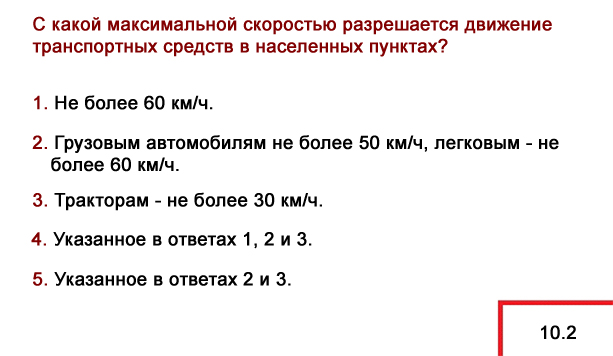 С какой максимальной скоростью разрешается движение
транспортных средств в населенных пунктах?
1. Не более 60 км/ч.
2. Грузовым автомобилям не более 50 км/ч, легковым - не
более 60 км/ч.
3. Тракторам - не более 30 км/ч.
4. Указанное в ответах 1, 2 и 3.
5. Указанное в ответах 2 и 3.
10.2